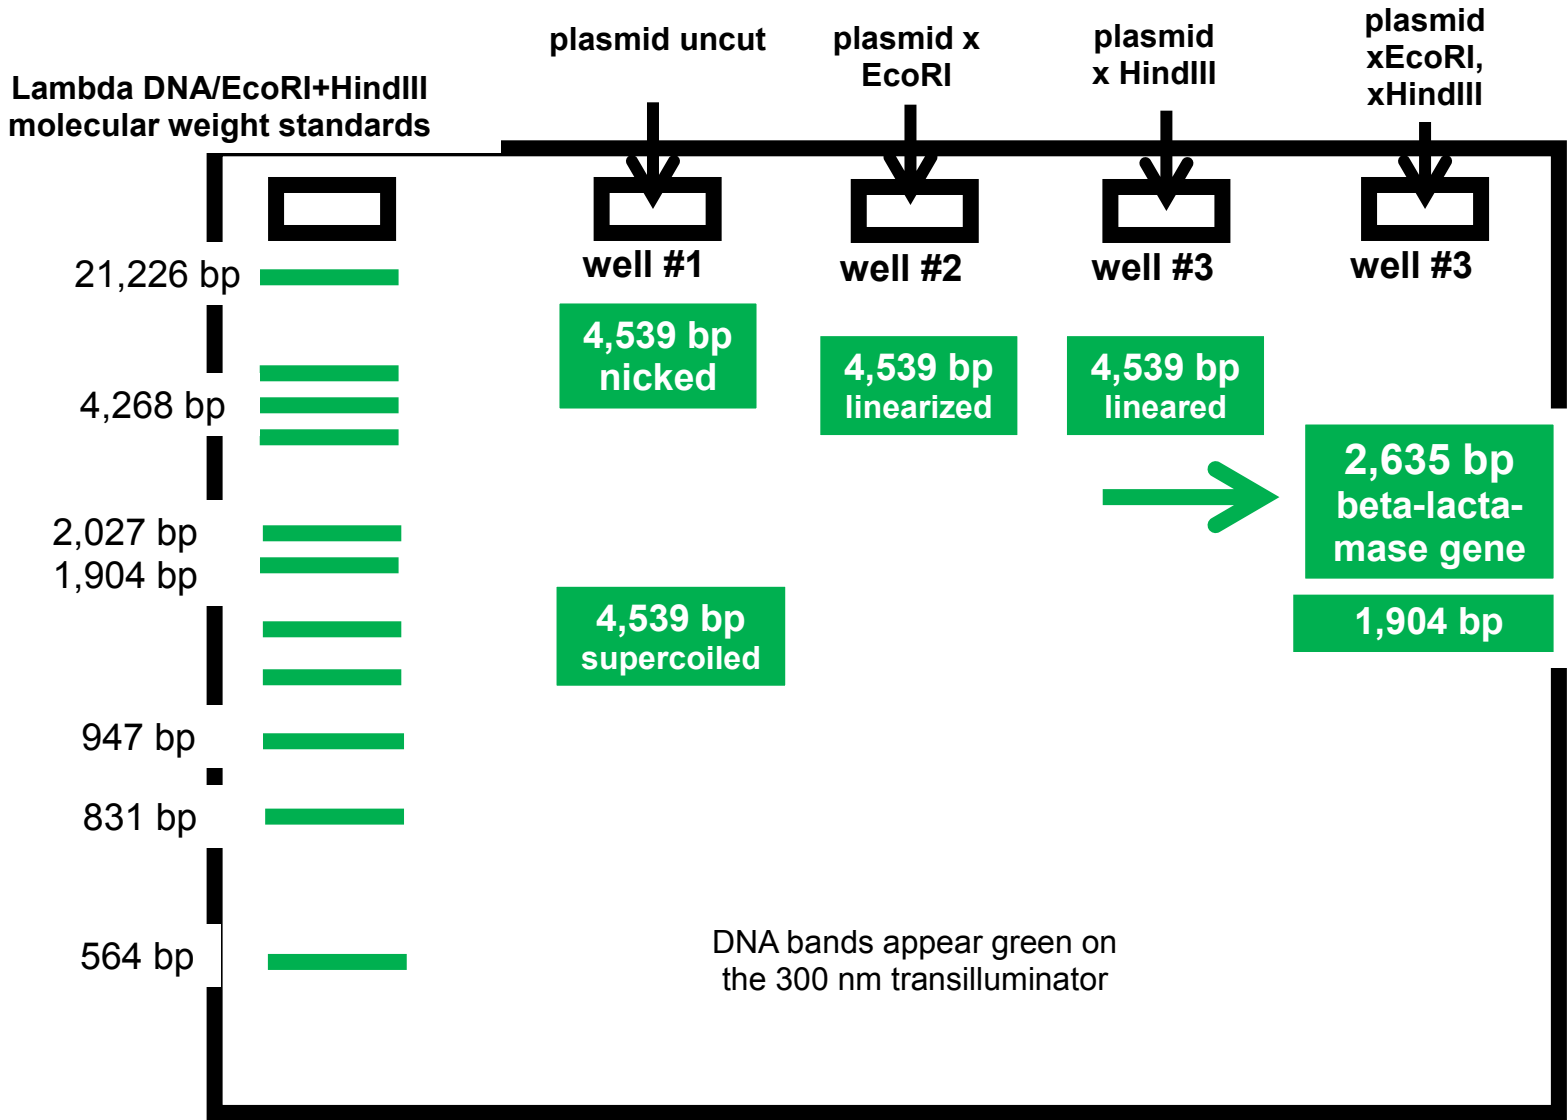 Lambda DNA/EcoRI+HindIII
molecular weight standards
plasmid uncut
plasmid x
EcoRI
plasmid
x HindIII
plasmid
xEcoRI,
xHindIII
well #1
well #2
well #3
well #3
21,226 bp
4,268 bp
2,027 bp
1,904 bp
947 bp
831 bp
564 bp
4,539 bp
nicked
4,539 bp
supercoiled
4,539 bp
linearized
4,539 bp
lineared
2,635 bp
beta-lacta-
mase gene
1,904 bp
DNA bands appear green on
the 300 nm transilluminator